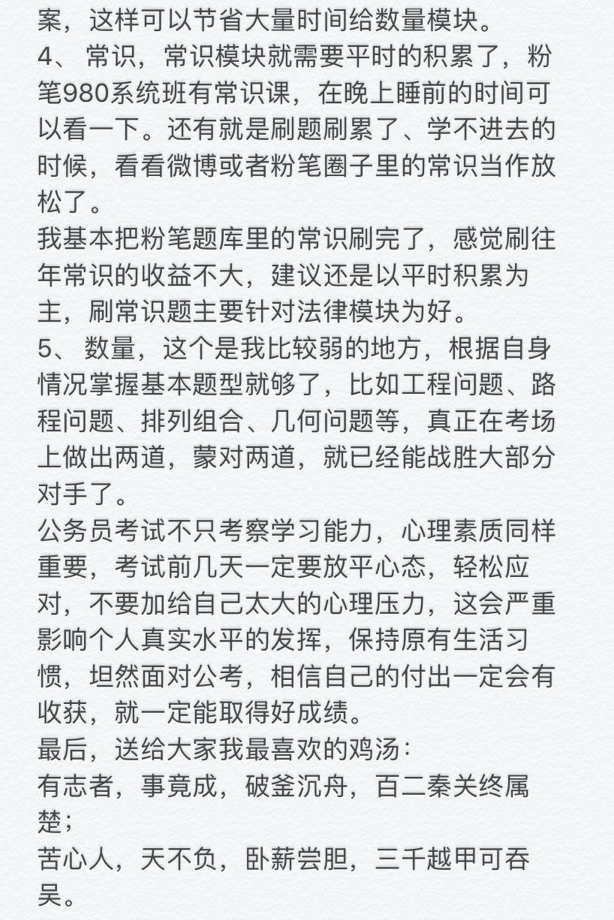 案，这样可以节省大量时间给数量模块。
4、 常识，常识模块就需要平时的积累了，粉
笔980系统班有常识课，在晚上睡前的时间可
以看一下。还有就是刷题刷累了、学不进去的
时候，看看微博或者粉笔圈子里的常识当作放
松了。
我基本把粉笔题库里的常识刷完了，感觉刷往
年常识的收益不大，建议还是以平时积累为
主，刷常识题主要针对法律模块为好。
5、 数量，这个是我比较弱的地方，根据自身
情况掌握基本题型就够了，比如工程问题、路
程问题、排列组合、几何问题等，真正在考场
上做出两道，蒙对两道，就已经能战胜大部分
对手了。
公务员考试不只考察学习能力，心理素质同样
重要，考试前几天一定要放平心态，轻松应
对，不要加给自己太大的心理压力，这会严重
影响个人真实水平的发挥，保持原有生活习
惯，坦然面对公考，相信自己的付出一定会有
收获，就一定能取得好成绩。
最后，送给大家我最喜欢的鸡汤：
有志者，事竟成，破釜沉舟，百二秦关终属
楚；
苦心人，天不负，卧薪尝胆，三千越甲可吞
吴。